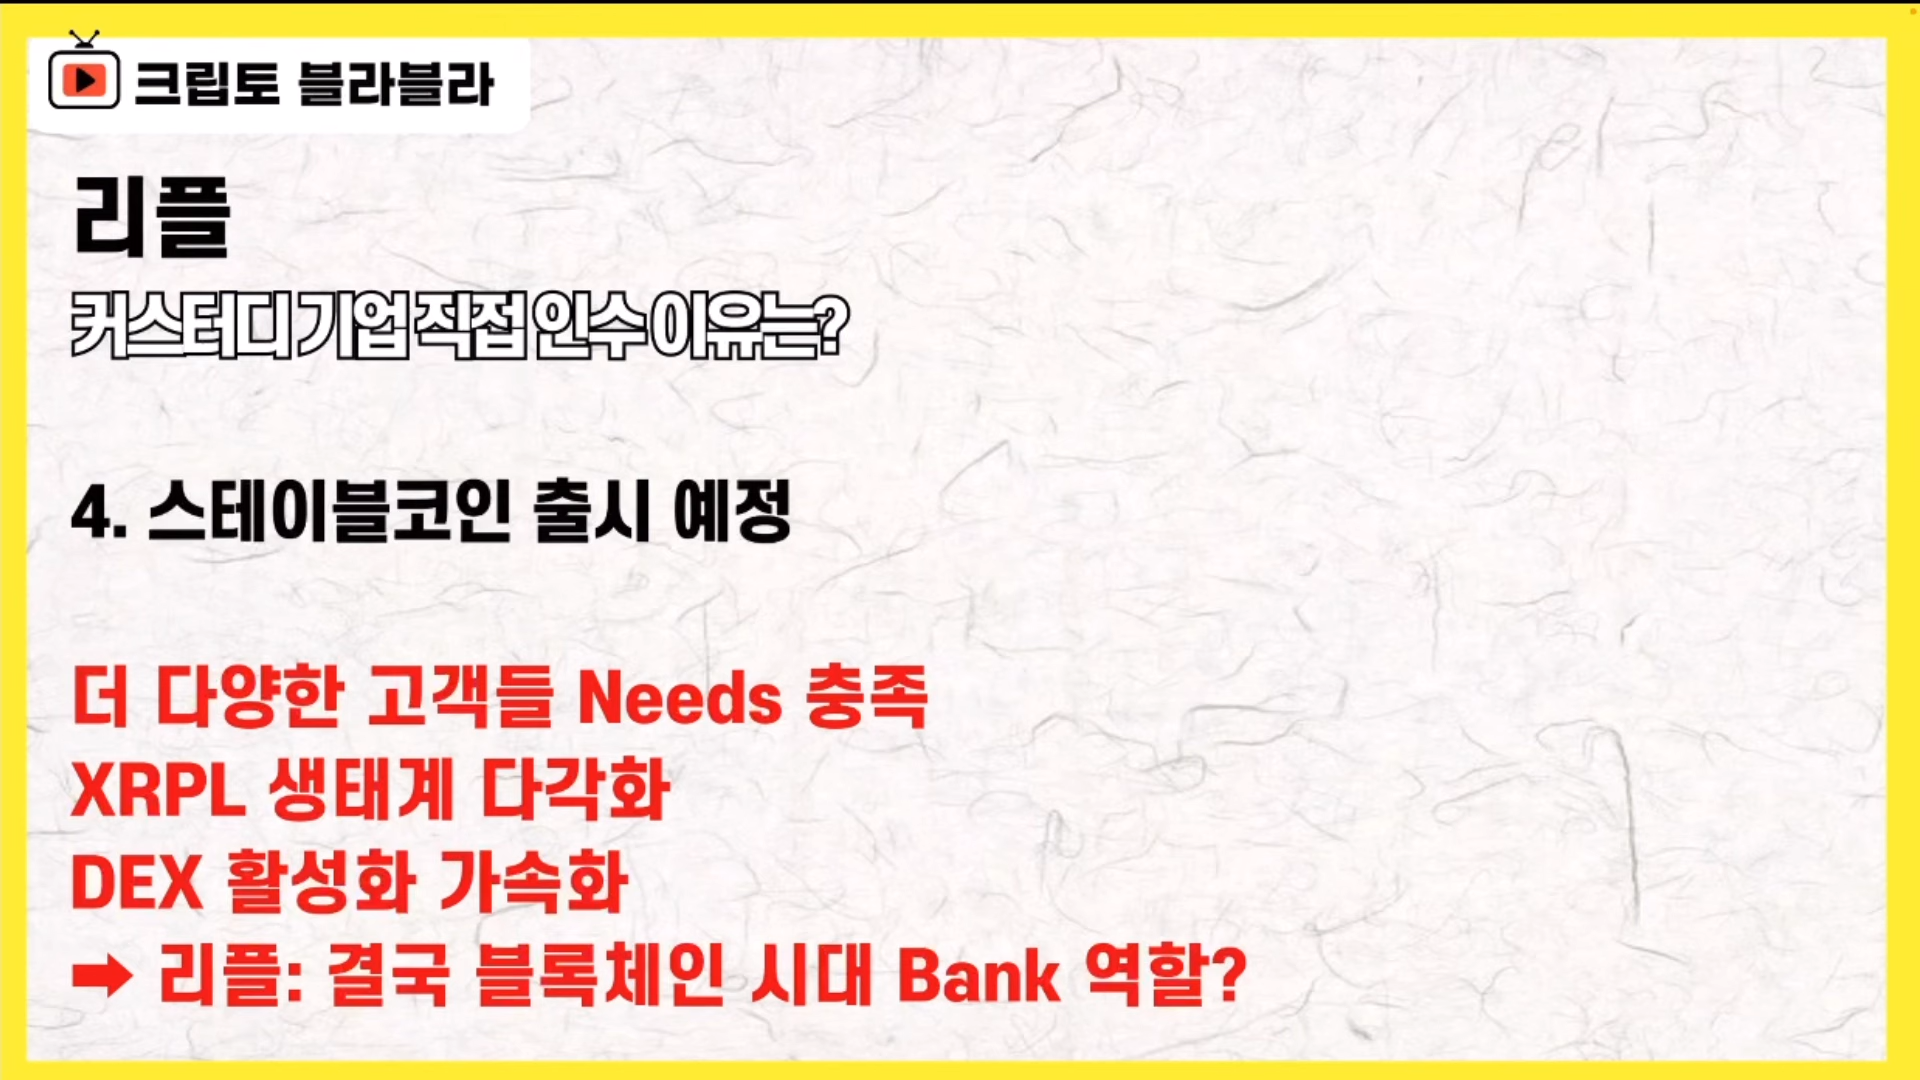 크립토 블라블라
리플
커스터디 기업 직접 인수 이유는?
4. 스테이블코인 출시 예정
더 다양한 고객들 Needs 충족
XRPL 생태계 다각화
DEX 활성화 가속화
➡ 리플: 결국 블록체인 시대 Bank 역할?